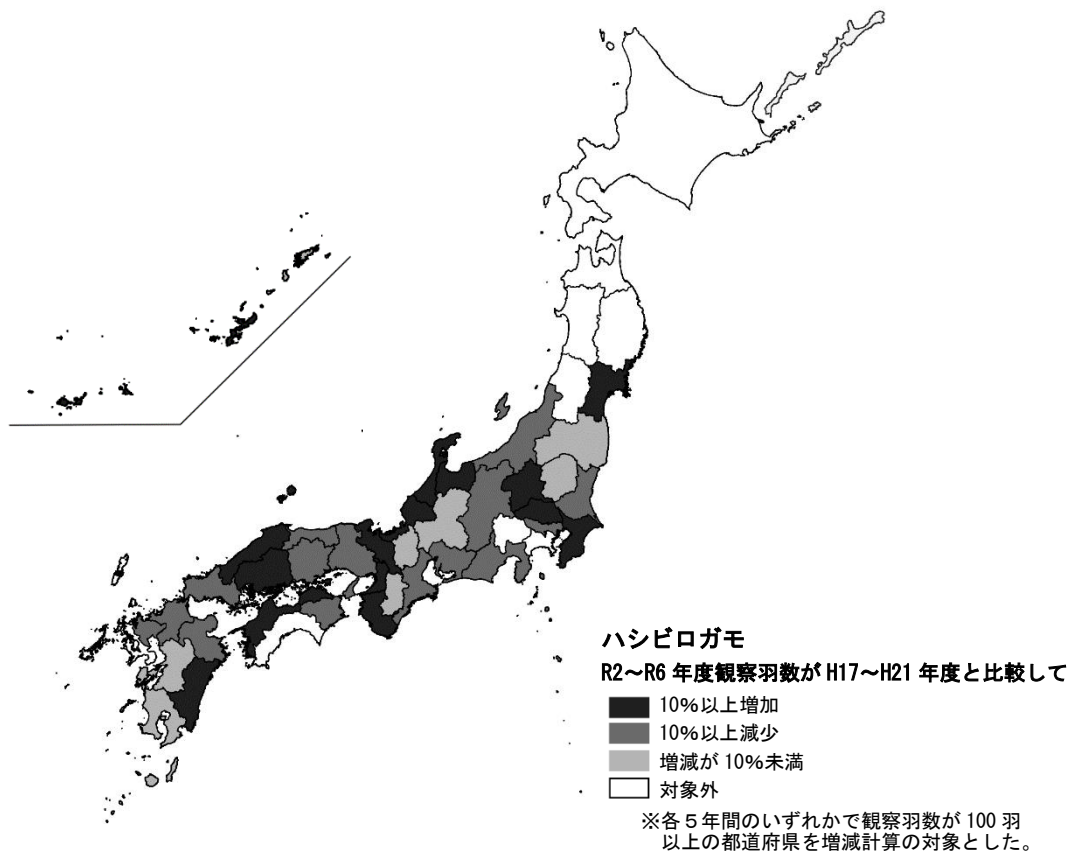 ハシビロガモ
R2～R6 年度観察羽数が H17～H21 年度と比較して
10%以上増加
10%以上減少
増減が 10%未満
対象外
※各５年間のいずれかで観察羽数が 100 羽
以上の都道府県を増減計算の対象とした。